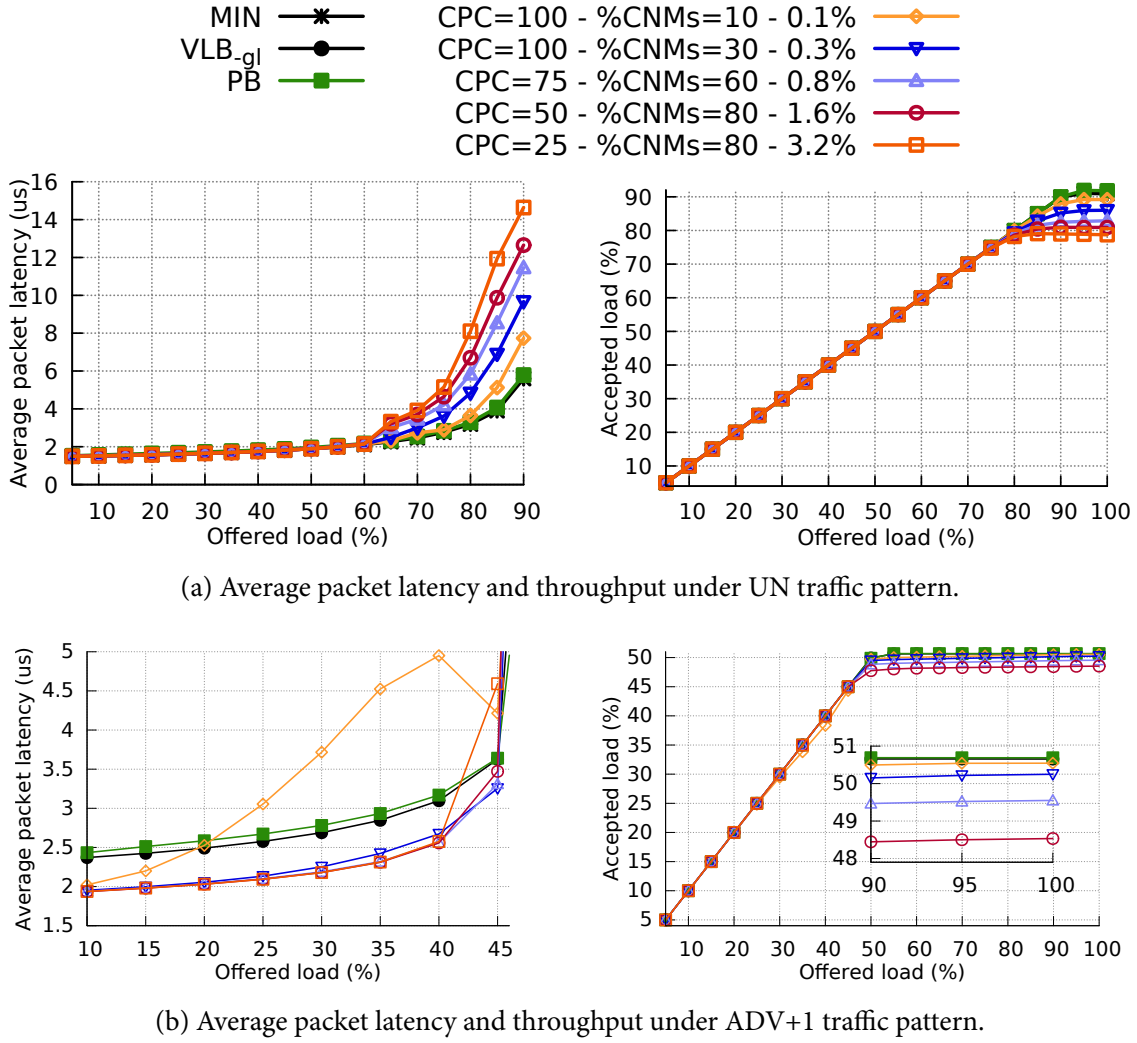 MIN
VLB-gl
PB
CPC=100 - %CNMs=10 - 0.1%
CPC=100 - %CNMs=30 - 0.3%
CPC=75 - %CNMs=60 - 0.8%
CPC=50 - %CNMs=80 - 1.6%
CPC=25 - %CNMs=80 - 3.2%
Average packet latency (us)
16
14
12
10
8
6
4
2
0
10 20 30 40 50 60 70 80 90
Offered load (%)
Accepted load (%)
90
80
70
60
50
40
30
20
10
10 20 30 40 50 60 70 80 90 100
Offered load (%)
(a) Average packet latency and throughput under UN traffic pattern.
Average packet latency (us)
5
4.5
4
3.5
3
2.5
2
1.5
10 15 20 25 30 35 40 45
Offered load (%)
Accepted load (%)
50
45
40
35
30
25
20
15
10
5
10 20 30 40 50 60 70 80 90 100
Offered load (%)
51
50
49
48
90 95 100
(b) Average packet latency and throughput under ADV+1 traffic pattern.